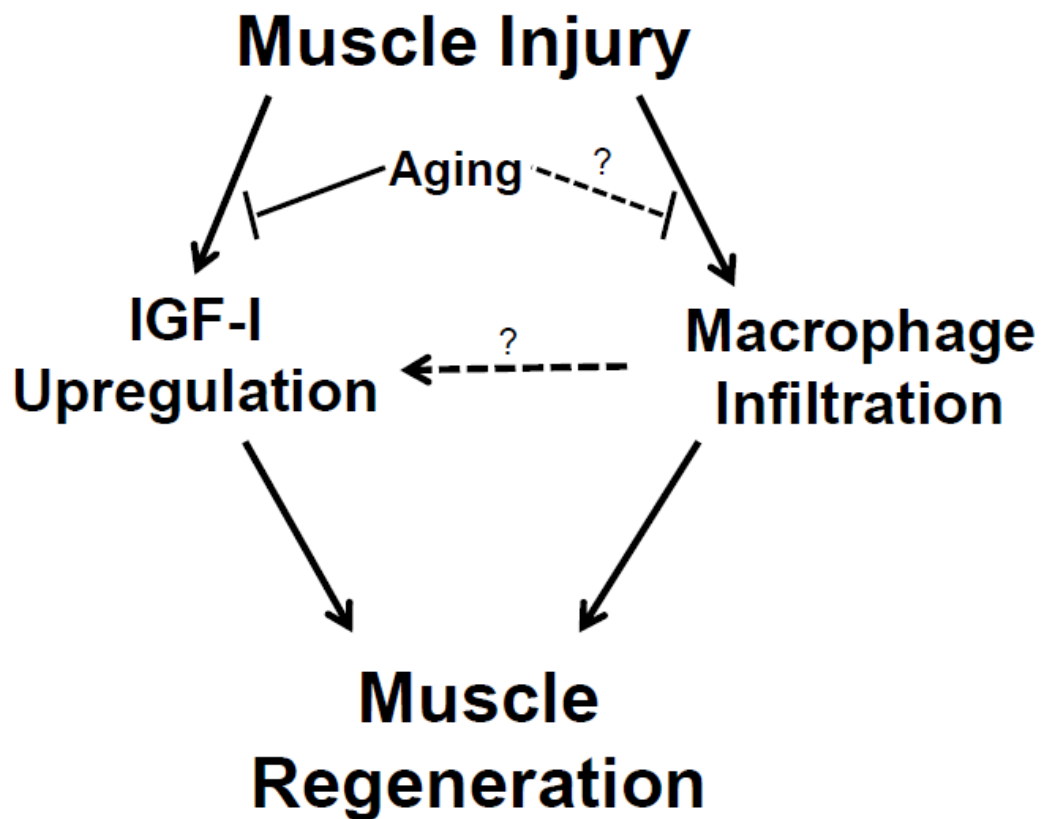 Muscle Injury
Aging
?
IGF-I
Upregulation
?
Macrophage
Infiltration
Muscle
Regeneration